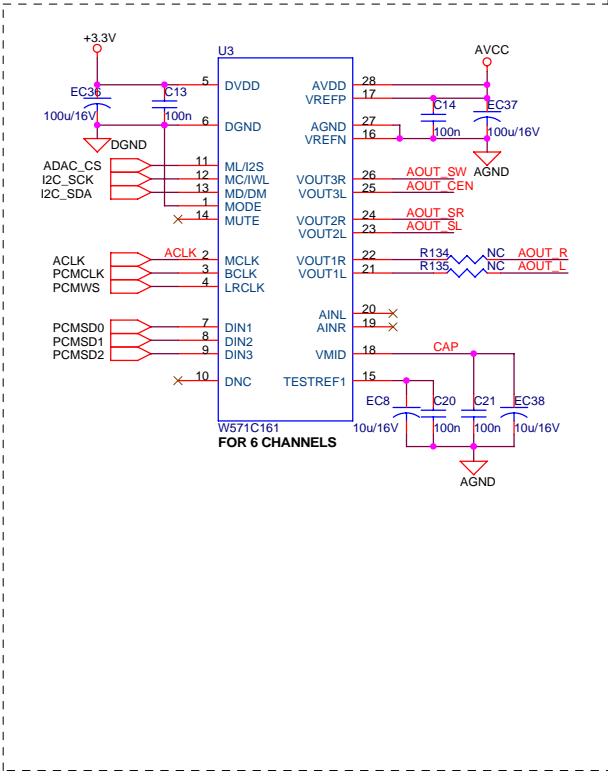 +3.3V
U3
AVCC
5 DVDD
AVDD 28
VREFP 17
EC36
C13
C14
EC37
100u/16V
100n
100n
100u/16V
6 DGND
AGND 27
VREFN 16
DGND
AGND
ADAC_CS
11 ML/I2S
VOUT3R 26 AOUT_SW
I2C_SCK
12 MC/IWL
VOUT3L 25 AOUT_CEN
I2C_SDA
13 MD/DM
1 MODE
14 MUTE
VOUT2R 24 AOUT_SR
VOUT2L 23 AOUT_SL
ACLK
ACLK 2 MCLK
VOUT1R 22 R134 NC AOUT_R
PCMCLK
3 BCLK
VOUT1L 21 R135 NC AOUT_L
PCMWS
4 LRCLK
AINL 20
AINR 19
PCMSD0
7 DIN1
PCMSD1
8 DIN2
PCMSD2
9 DIN3
VMID 18 CAP
10 DNC
TESTREF1 15
EC8
C20
C21
EC38
10u/16V
100n
100n
10u/16V
W571C161
FOR 6 CHANNELS
AGND